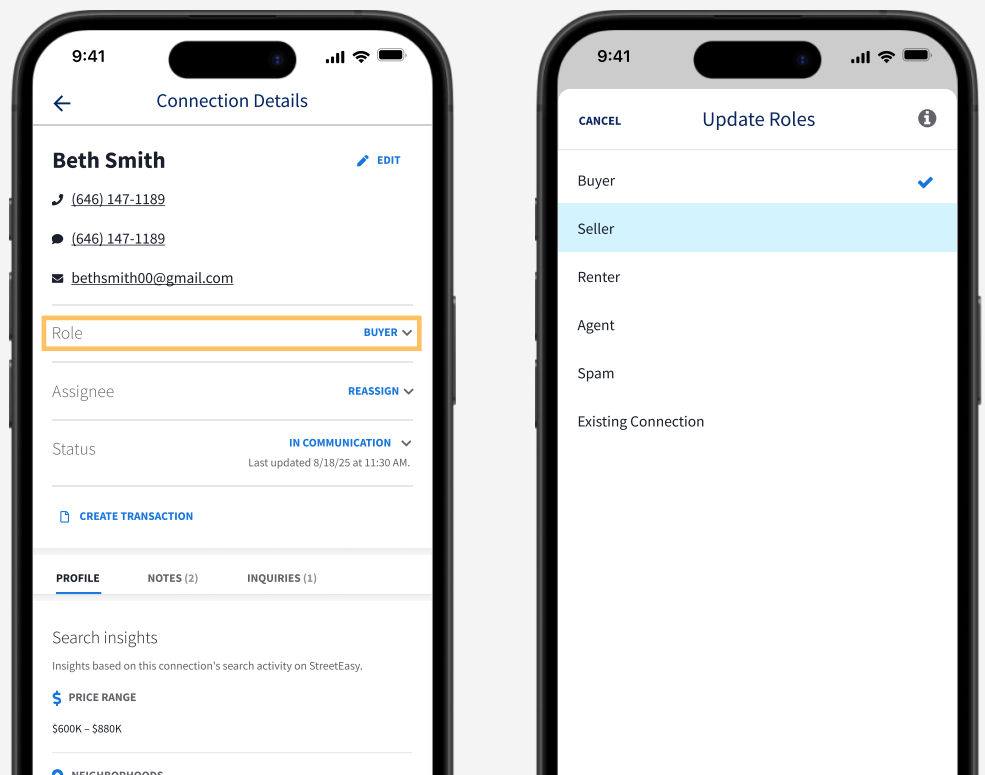 9:41
Connection Details
Beth Smith
EDIT
(646) 147-1189
(646) 147-1189
bethsmith00@gmail.com
Role BUYER
Assignee REASSIGN
Status IN COMMUNICATION
Last updated 8/18/25 at 11:30 AM.
CREATE TRANSACTION
PROFILE NOTES (2) INQUIRIES (1)
Search insights
Insights based on this connection's search activity on StreetEasy.
$ PRICE RANGE
$600K – $880K
NEIGHBORHOODS
9:41
CANCEL Update Roles
Buyer
Seller
Renter
Agent
Spam
Existing Connection